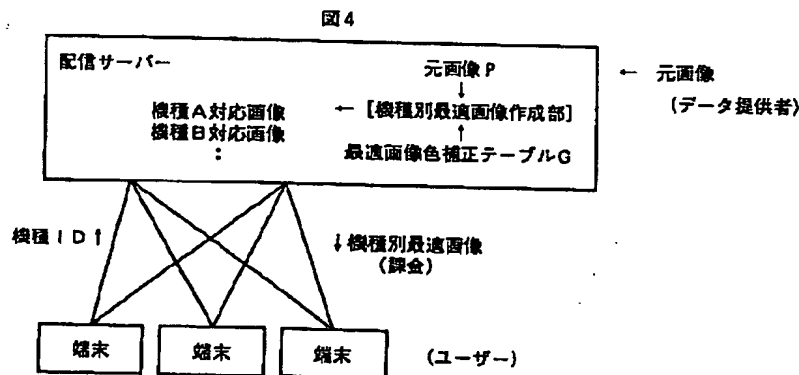 図4
配信サーバー
元画像P
↓
← 元画像
(データ提供者)
機種A対応画像 ← [機種別最適画像作成部]
機種B対応画像 ↑
: 最適画像色補正テーブルG
機種ID↑
↓機種別最適画像
(課金)
端末 端末 端末 (ユーザー)